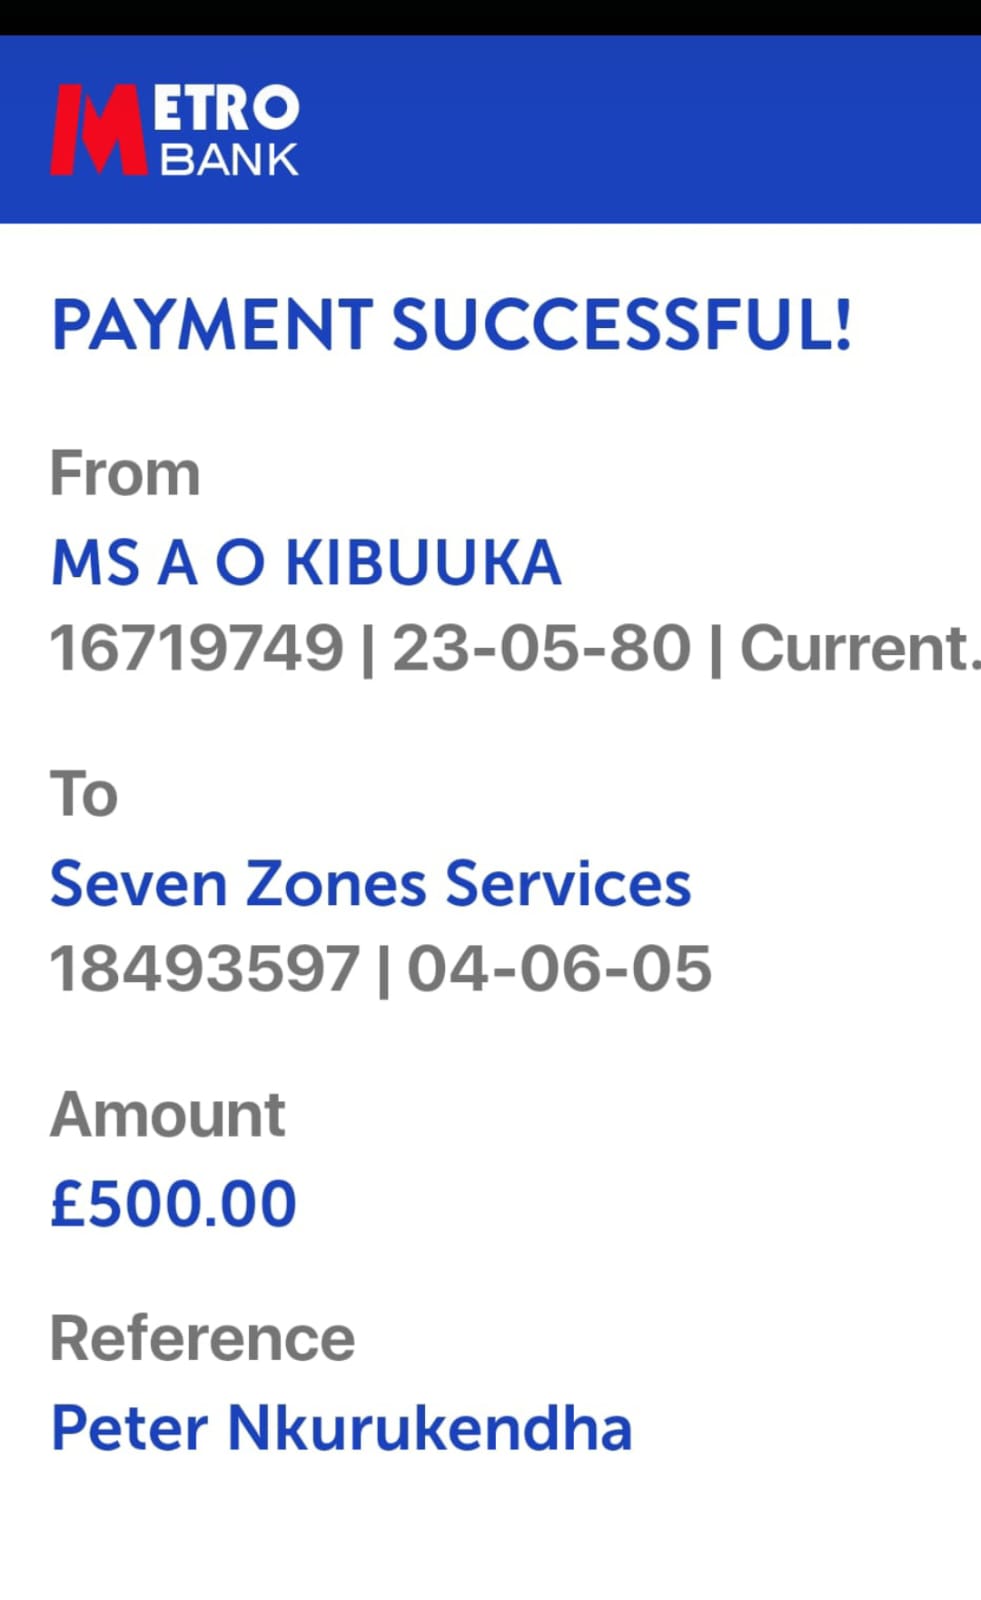 METRO
BANK
PAYMENT SUCCESSFUL!
From
MS A O KIBUUKA
16719749 | 23-05-80 | Current.
To
Seven Zones Services
18493597 | 04-06-05
Amount
£500.00
Reference
Peter Nkurukendha